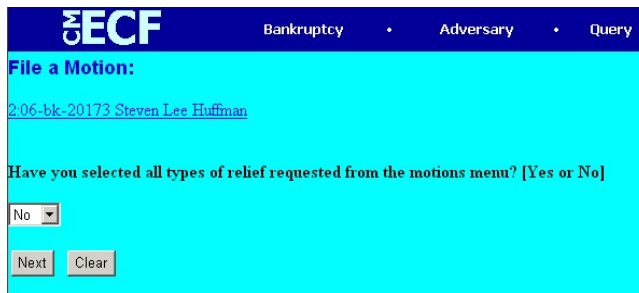 CM ECF Bankruptcy • Adversary • Query
File a Motion:
2:06-bk-20173 Steven Lee Huffman
Have you selected all types of relief requested from the motions menu? [Yes or No]
No
Next Clear